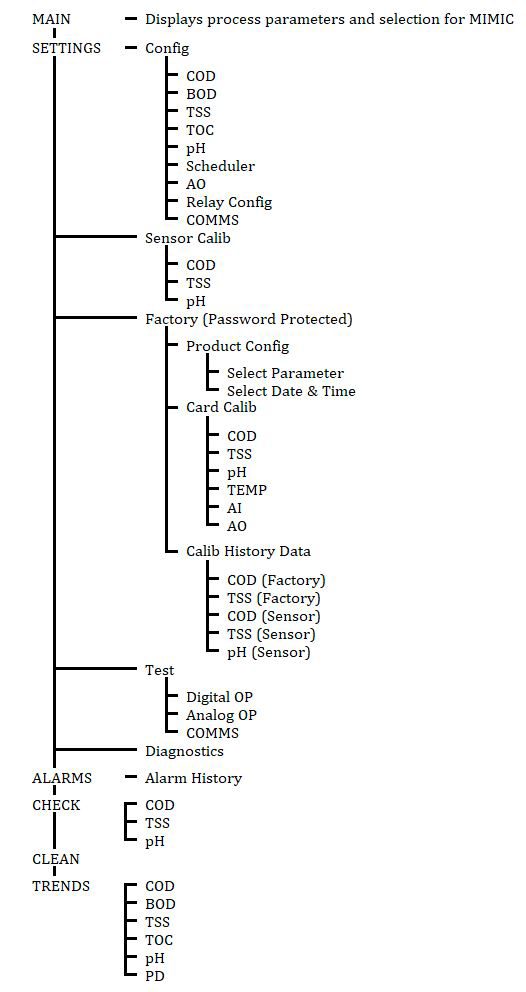 MAIN Displays process parameters and selection for MIMIC
SETTINGS Config
COD
BOD
TSS
TOC
pH
Scheduler
AO
Relay Config
COMMS
Sensor Calib
COD
TSS
pH
Factory (Password Protected)
Product Config
Select Parameter
Select Date & Time
Card Calib
COD
TSS
pH
TEMP
AI
AO
Calib History Data
COD (Factory)
TSS (Factory)
COD (Sensor)
TSS (Sensor)
pH (Sensor)
Test
Digital OP
Analog OP
COMMS
Diagnostics
ALARMS Alarm History
CHECK COD
TSS
pH
CLEAN
TRENDS COD
BOD
TSS
TOC
pH
PD